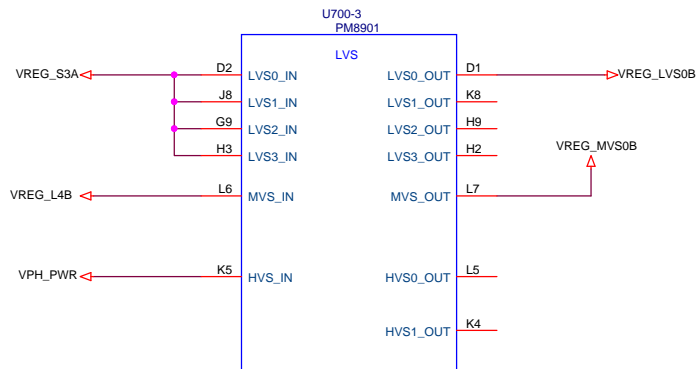 U700-3
PM8901
LVS
VREG_S3A D2 LVS0_IN LVS0_OUT D1 VREG_LVS0B
J8 LVS1_IN LVS1_OUT K8
G9 LVS2_IN LVS2_OUT H9
H3 LVS3_IN LVS3_OUT H2
VREG_MVS0B
VREG_L4B L6 MVS_IN MVS_OUT L7
VPH_PWR K5 HVS_IN HVS0_OUT L5
HVS1_OUT K4